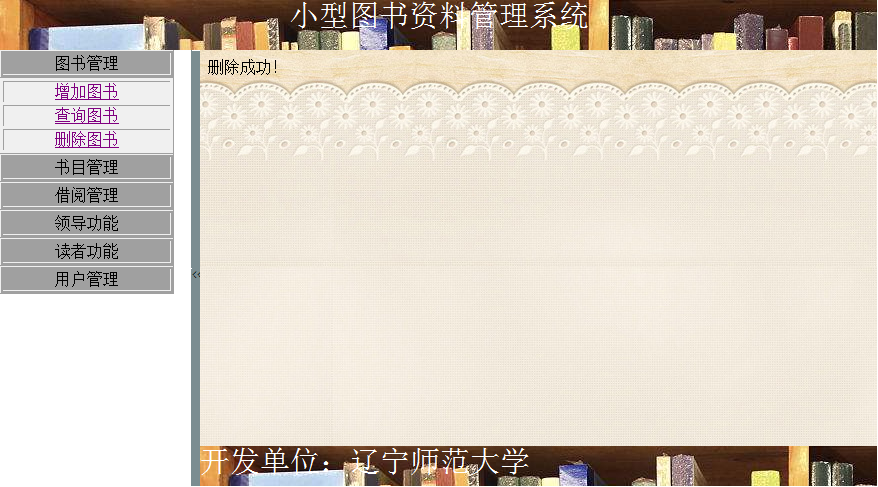 小型图书资料管理系统
图书管理
增加图书
查询图书
删除图书
书目管理
借阅管理
领导功能
读者功能
用户管理
删除成功!
<<
开发单位：辽宁师范大学